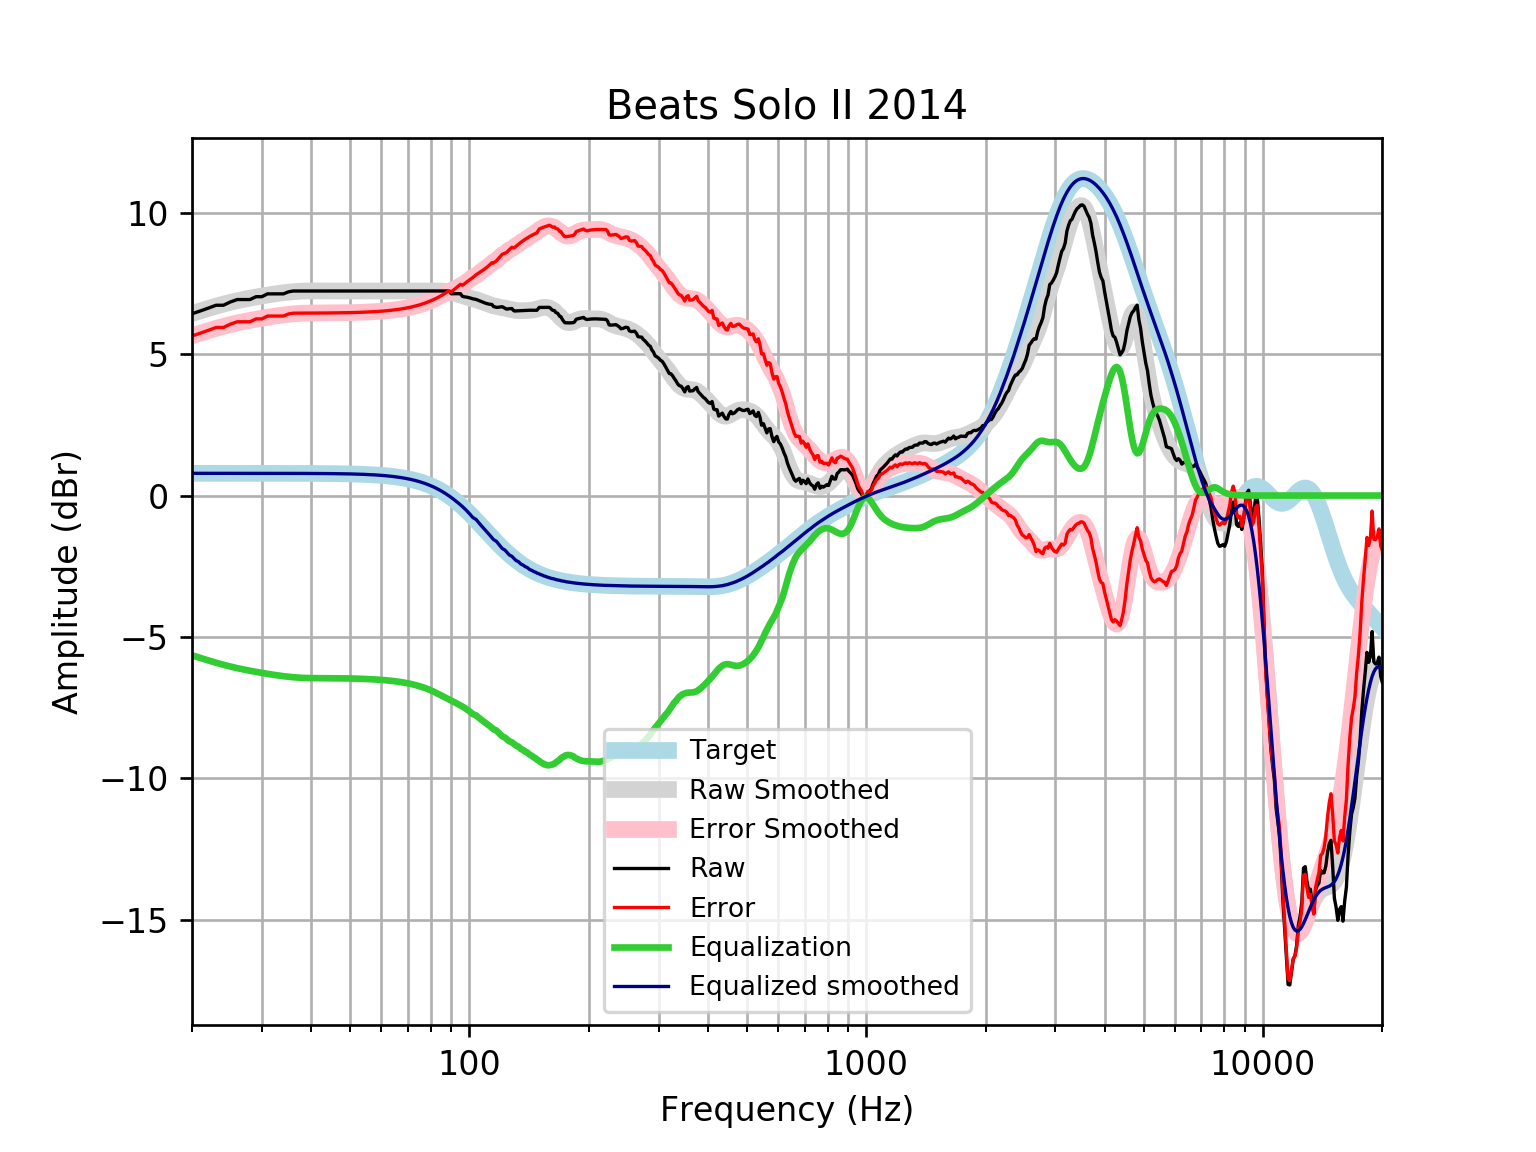 Beats Solo II 2014
Amplitude (dBr)
10
5
0
−5
−10
−15
Target
Raw Smoothed
Error Smoothed
Raw
Error
Equalization
Equalized smoothed
100 1000 10000
Frequency (Hz)